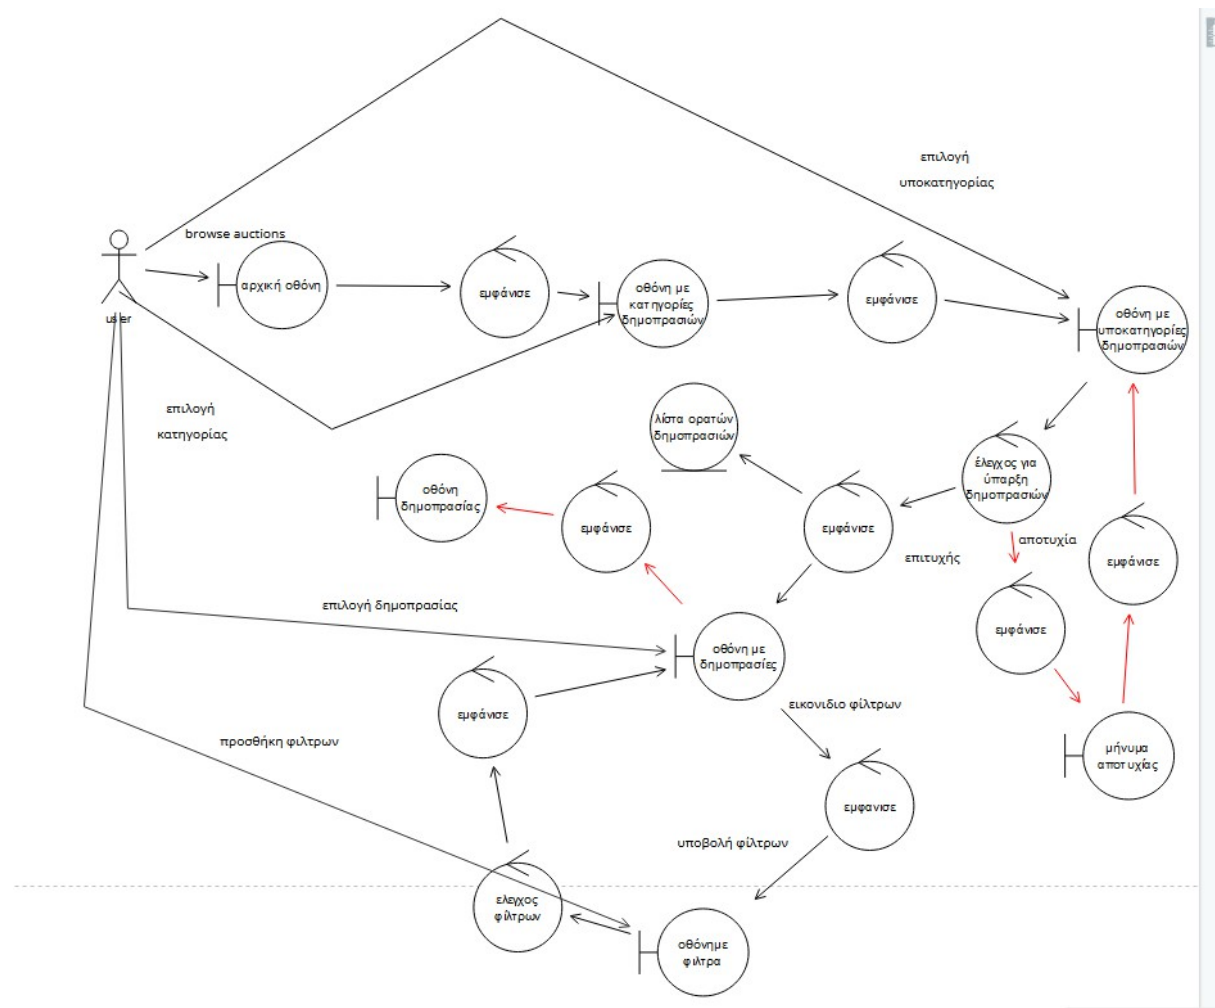 επιλογή
υποκατηγορίας
browse auctions
αρχική οθόνη
εμφάνισε
οθόνη με
κατηγορίες
δημοπρασιών
εμφάνισε
οθόνη με
υποκατηγορίες
δημοπρασιών
user
επιλογή
κατηγορίας
λίστα ορατών
δημοπρασιών
έλεγχος για
ύπαρξη
δημοπρασιών
οθόνη
δημοπρασίας
εμφάνισε
εμφάνισε
επιτυχής
αποτυχία
εμφάνισε
επιλογή δημοπρασίας
εμφάνισε
οθόνη με
δημοπρασίες
εμφάνισε
εικονιδιο φίλτρων
προσθήκη φιλτρων
μήνυμα
αποτυχίας
εμφανισε
υποβολή φίλτρων
ελεγχος
φίλτρων
οθόνημε
φιλτρα